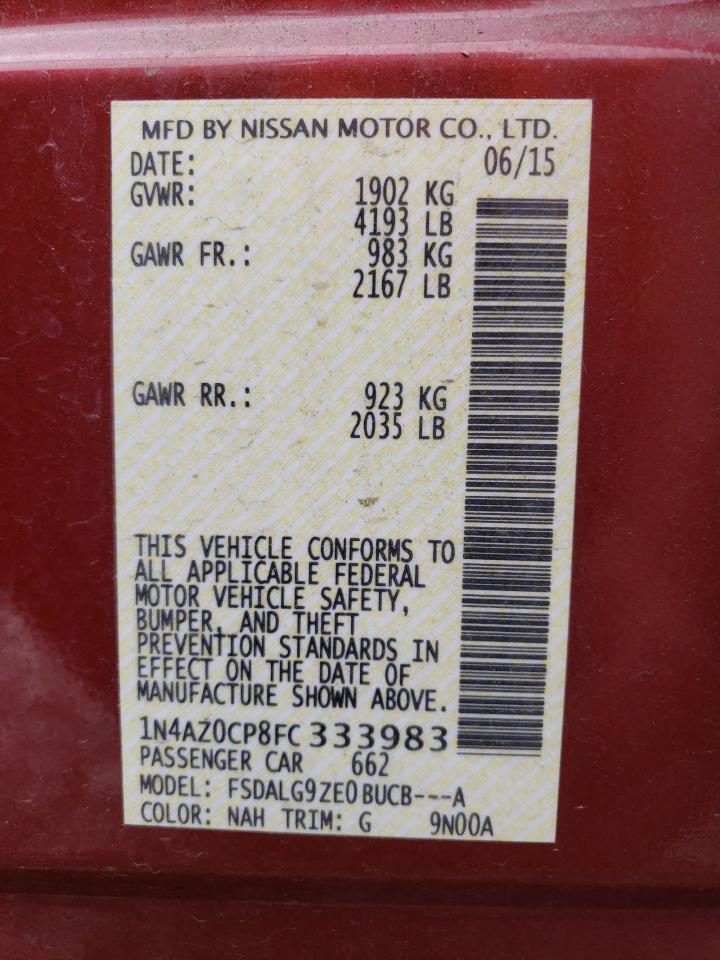 MFD BY NISSAN MOTOR CO., LTD.
DATE: 06/15
GVWR: 1902 KG
4193 LB
GAWR FR.: 983 KG
2167 LB
GAWR RR.: 923 KG
2035 LB
THIS VEHICLE CONFORMS TO
ALL APPLICABLE FEDERAL
MOTOR VEHICLE SAFETY,
BUMPER, AND THEFT
PREVENTION STANDARDS IN
EFFECT ON THE DATE OF
MANUFACTURE SHOWN ABOVE.
1N4AZ0CP8FC333983
PASSENGER CAR 662
MODEL: FSDALG9ZE0BUCB---A
COLOR: NAH TRIM: G 9N00A